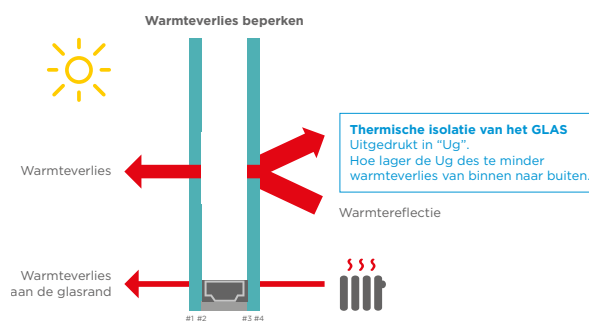 Warmteverlies beperken
Thermische isolatie van het GLAS
Uitgedrukt in “Ug”.
Hoe lager de Ug des te minder
warmteverlies van binnen naar buiten.
Warmteverlies
Warmtereflectie
Warmteverlies
aan de glasrand
#1 #2 #3 #4